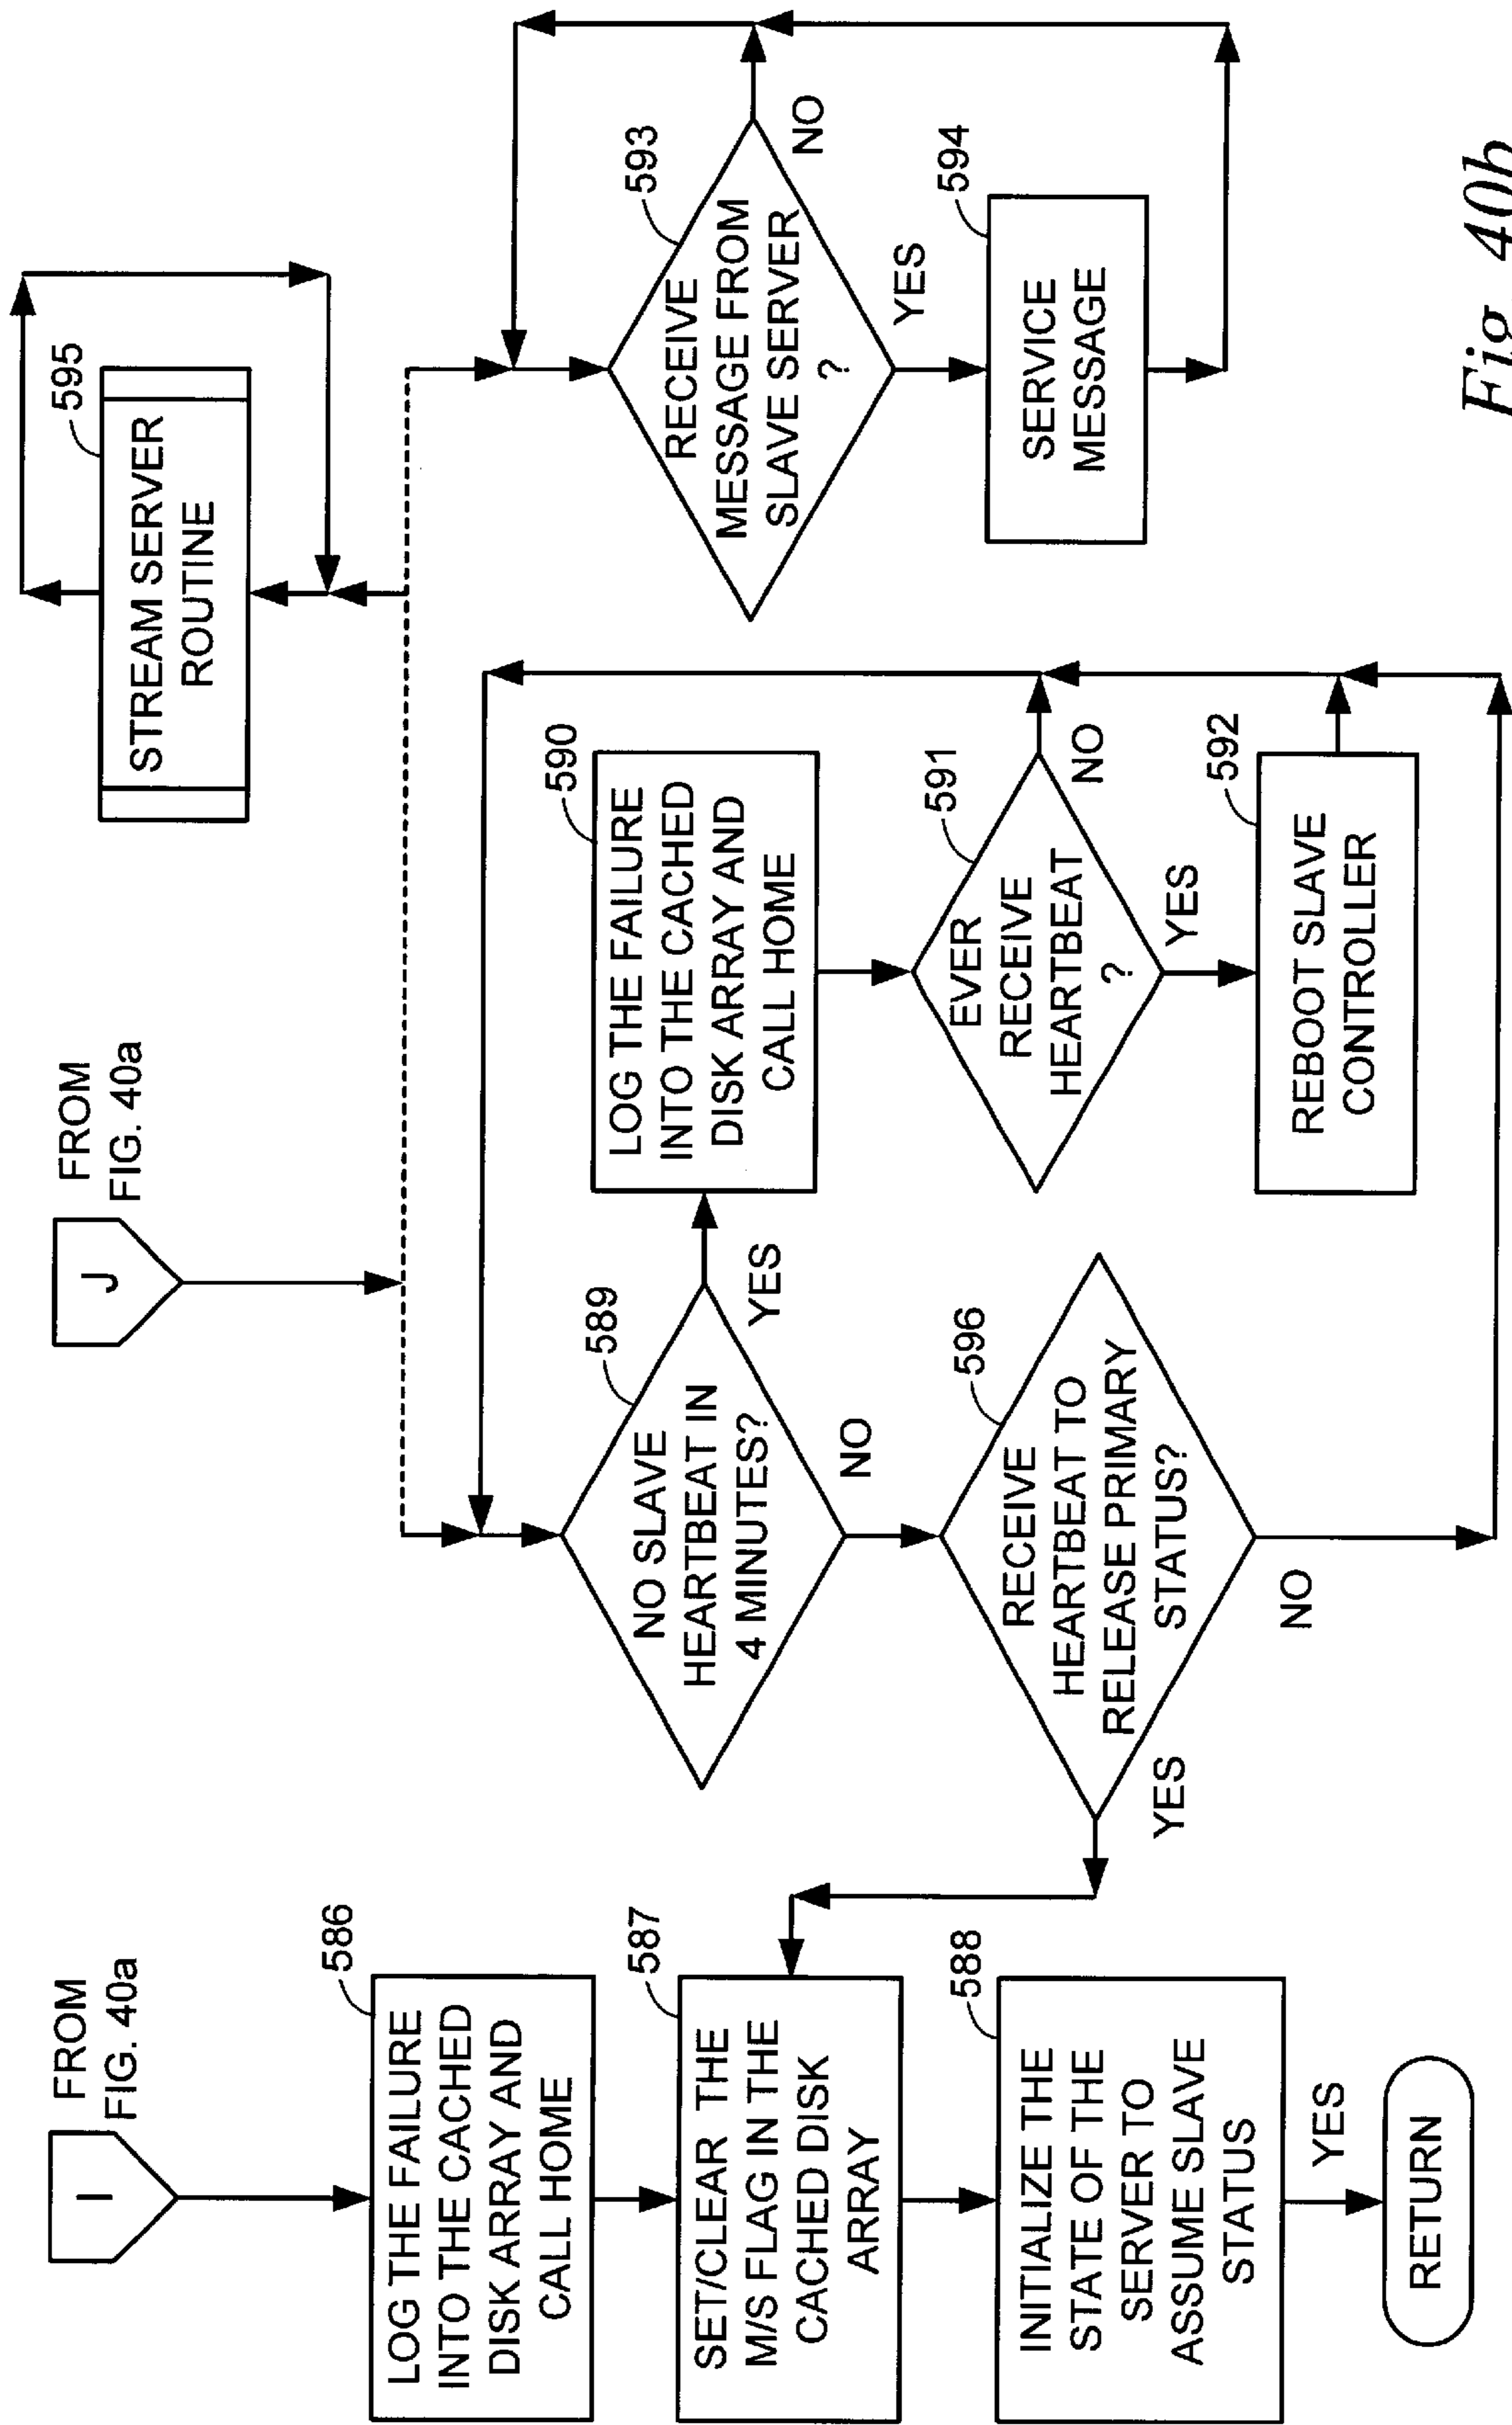 FROM
FIG. 40a
I
586
LOG THE FAILURE
INTO THE CACHED
DISK ARRAY AND
CALL HOME
587
SET/CLEAR THE
M/S FLAG IN THE
CACHED DISK
ARRAY
588
INITIALIZE THE
STATE OF THE
SERVER TO
ASSUME SLAVE
STATUS
YES
RETURN
FROM
FIG. 40a
J
589
NO SLAVE
HEARTBEAT IN
4 MINUTES?
YES
NO
596
RECEIVE
HEARTBEAT TO
RELEASE PRIMARY
STATUS?
YES
NO
590
LOG THE FAILURE
INTO THE CACHED
DISK ARRAY AND
CALL HOME
591
EVER
RECEIVE
HEARTBEAT
?
NO
YES
592
REBOOT SLAVE
CONTROLLER
595
STREAM SERVER
ROUTINE
593
RECEIVE
MESSAGE FROM
SLAVE SERVER
?
NO
YES
594
SERVICE
MESSAGE
Fig. 40b